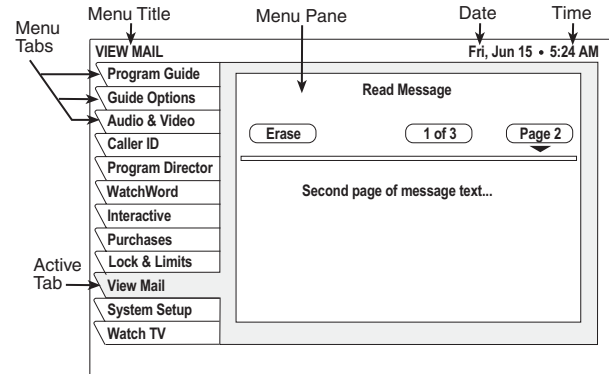 Menu Title
Menu Pane
Date
Time
Menu
Tabs
VIEW MAIL
Fri, Jun 15 • 5:24 AM
Program Guide
Guide Options
Audio & Video
Caller ID
Program Director
WatchWord
Interactive
Purchases
Lock & Limits
View Mail
System Setup
Watch TV
Active
Tab
Read Message
Erase
1 of 3
Page 2
Second page of message text...